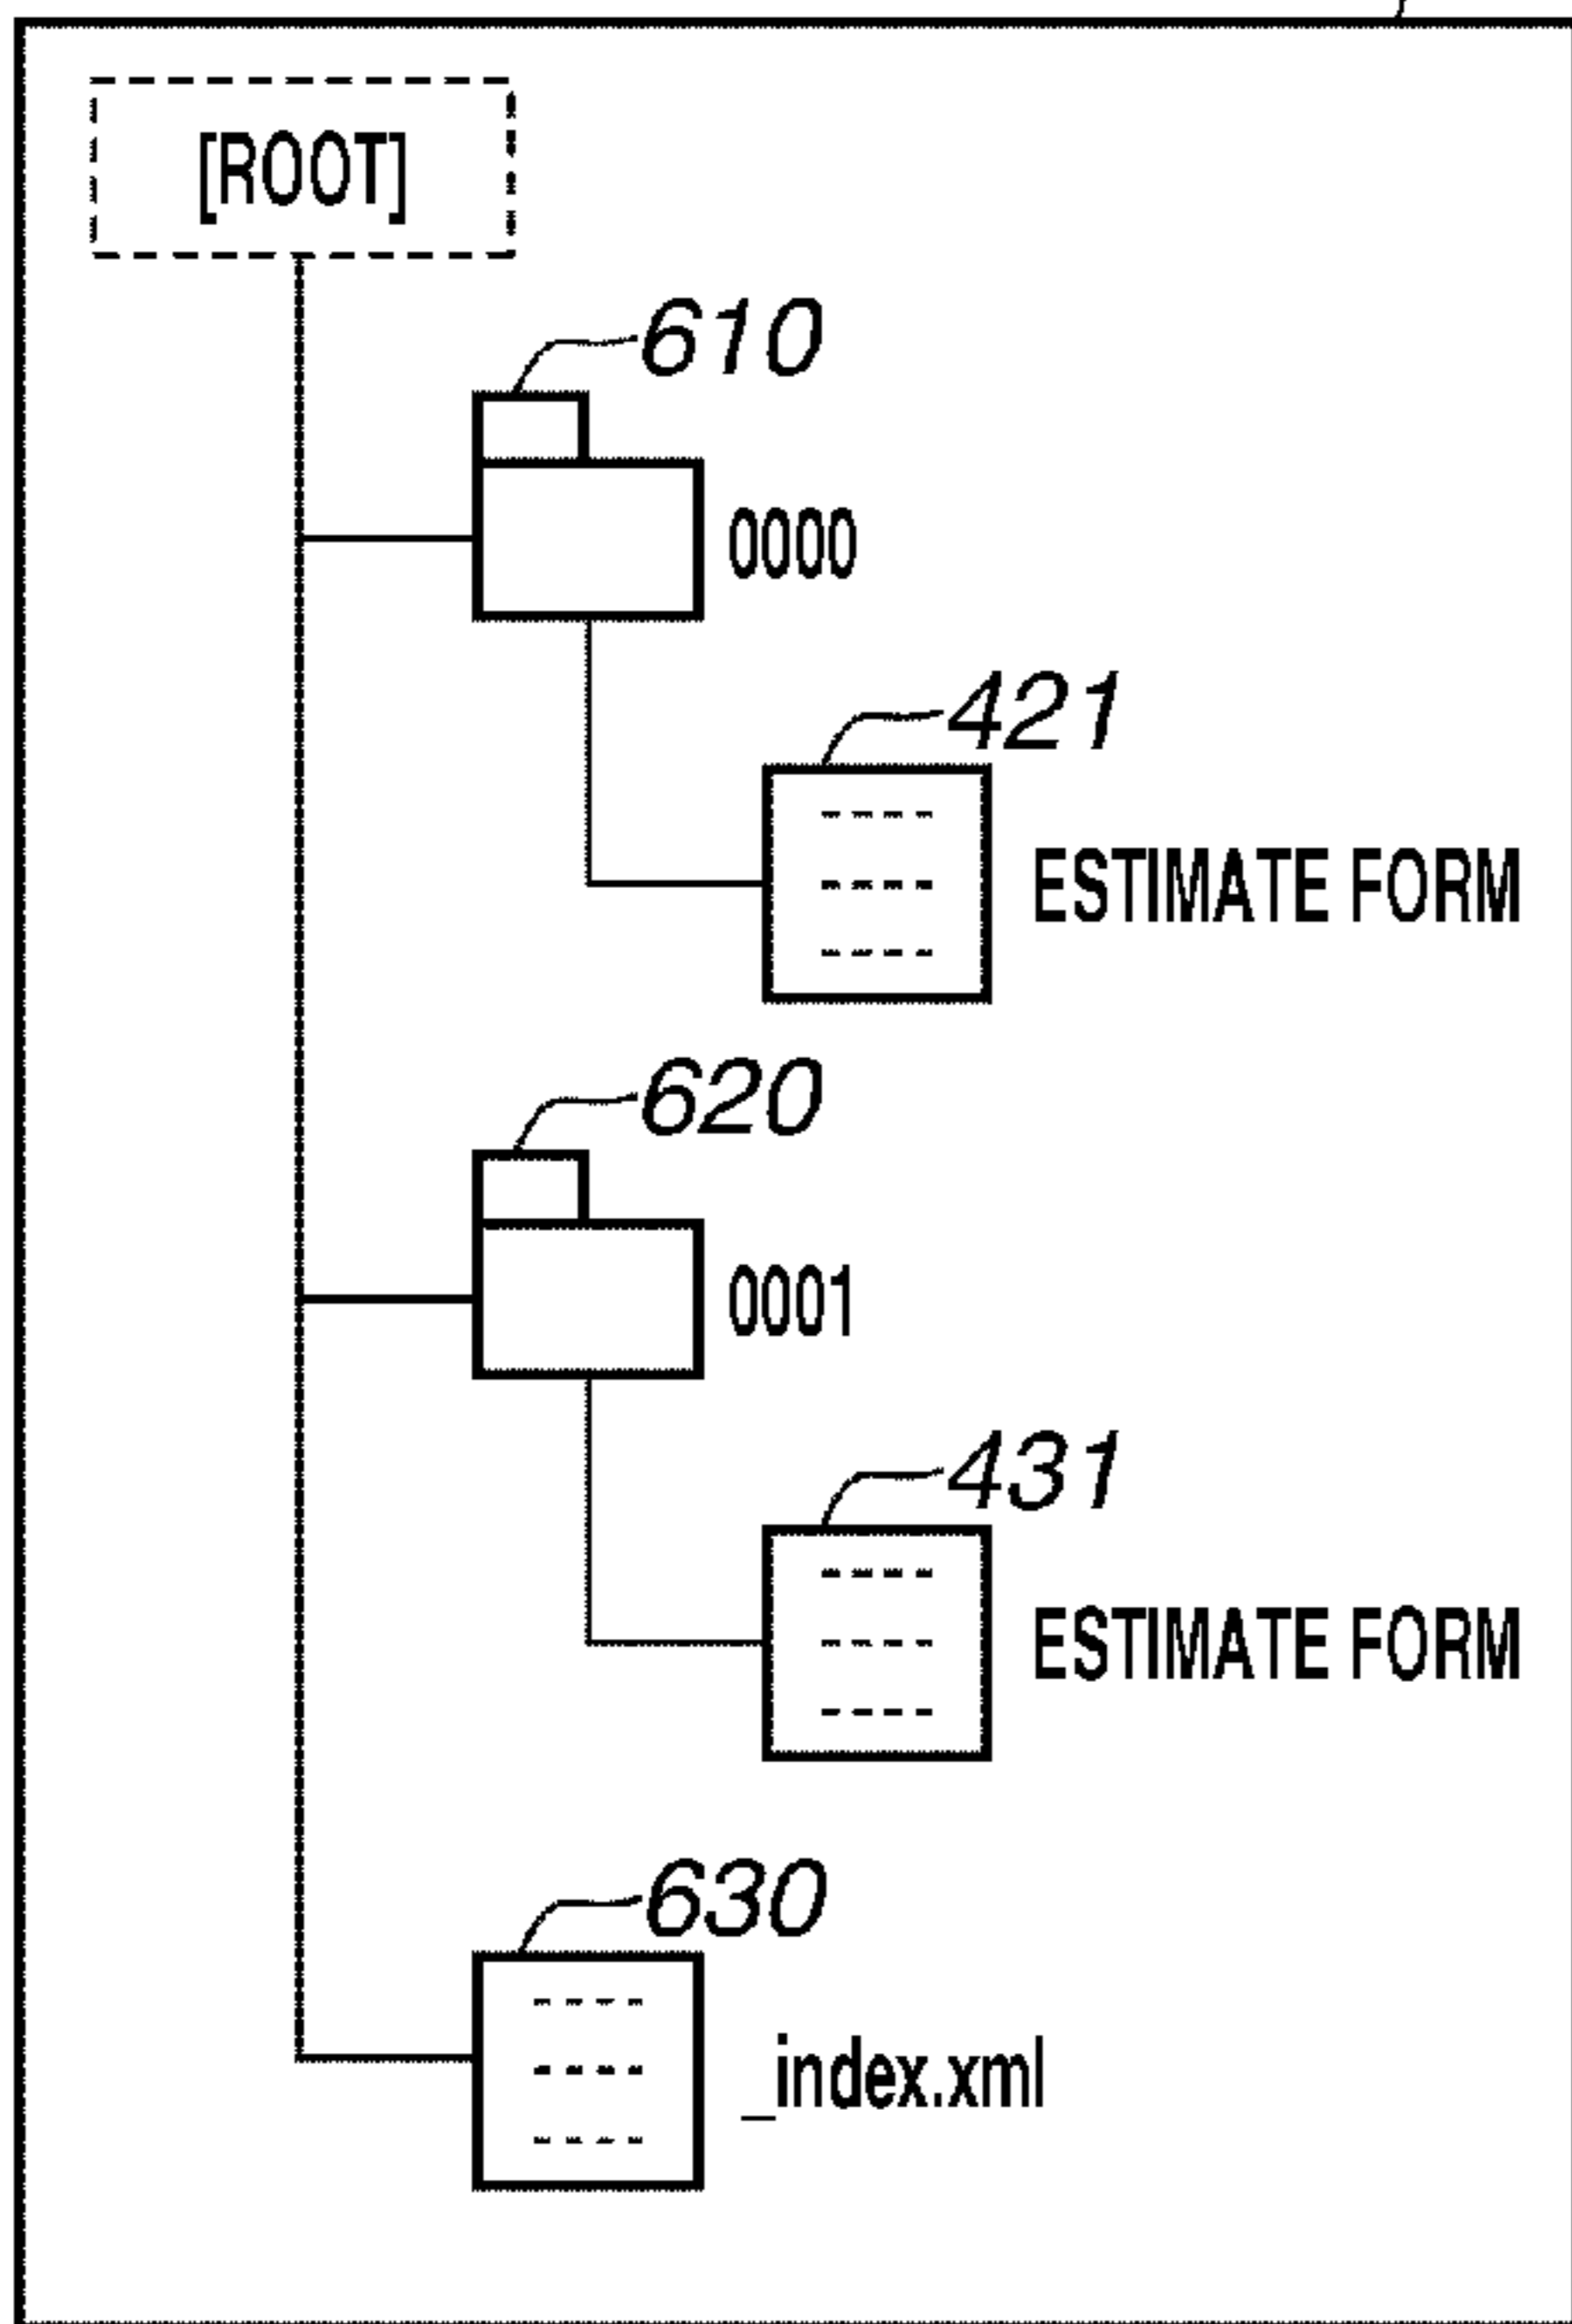 [ROOT]
610
0000
421
ESTIMATE FORM
620
0001
431
ESTIMATE FORM
630
_index.xml